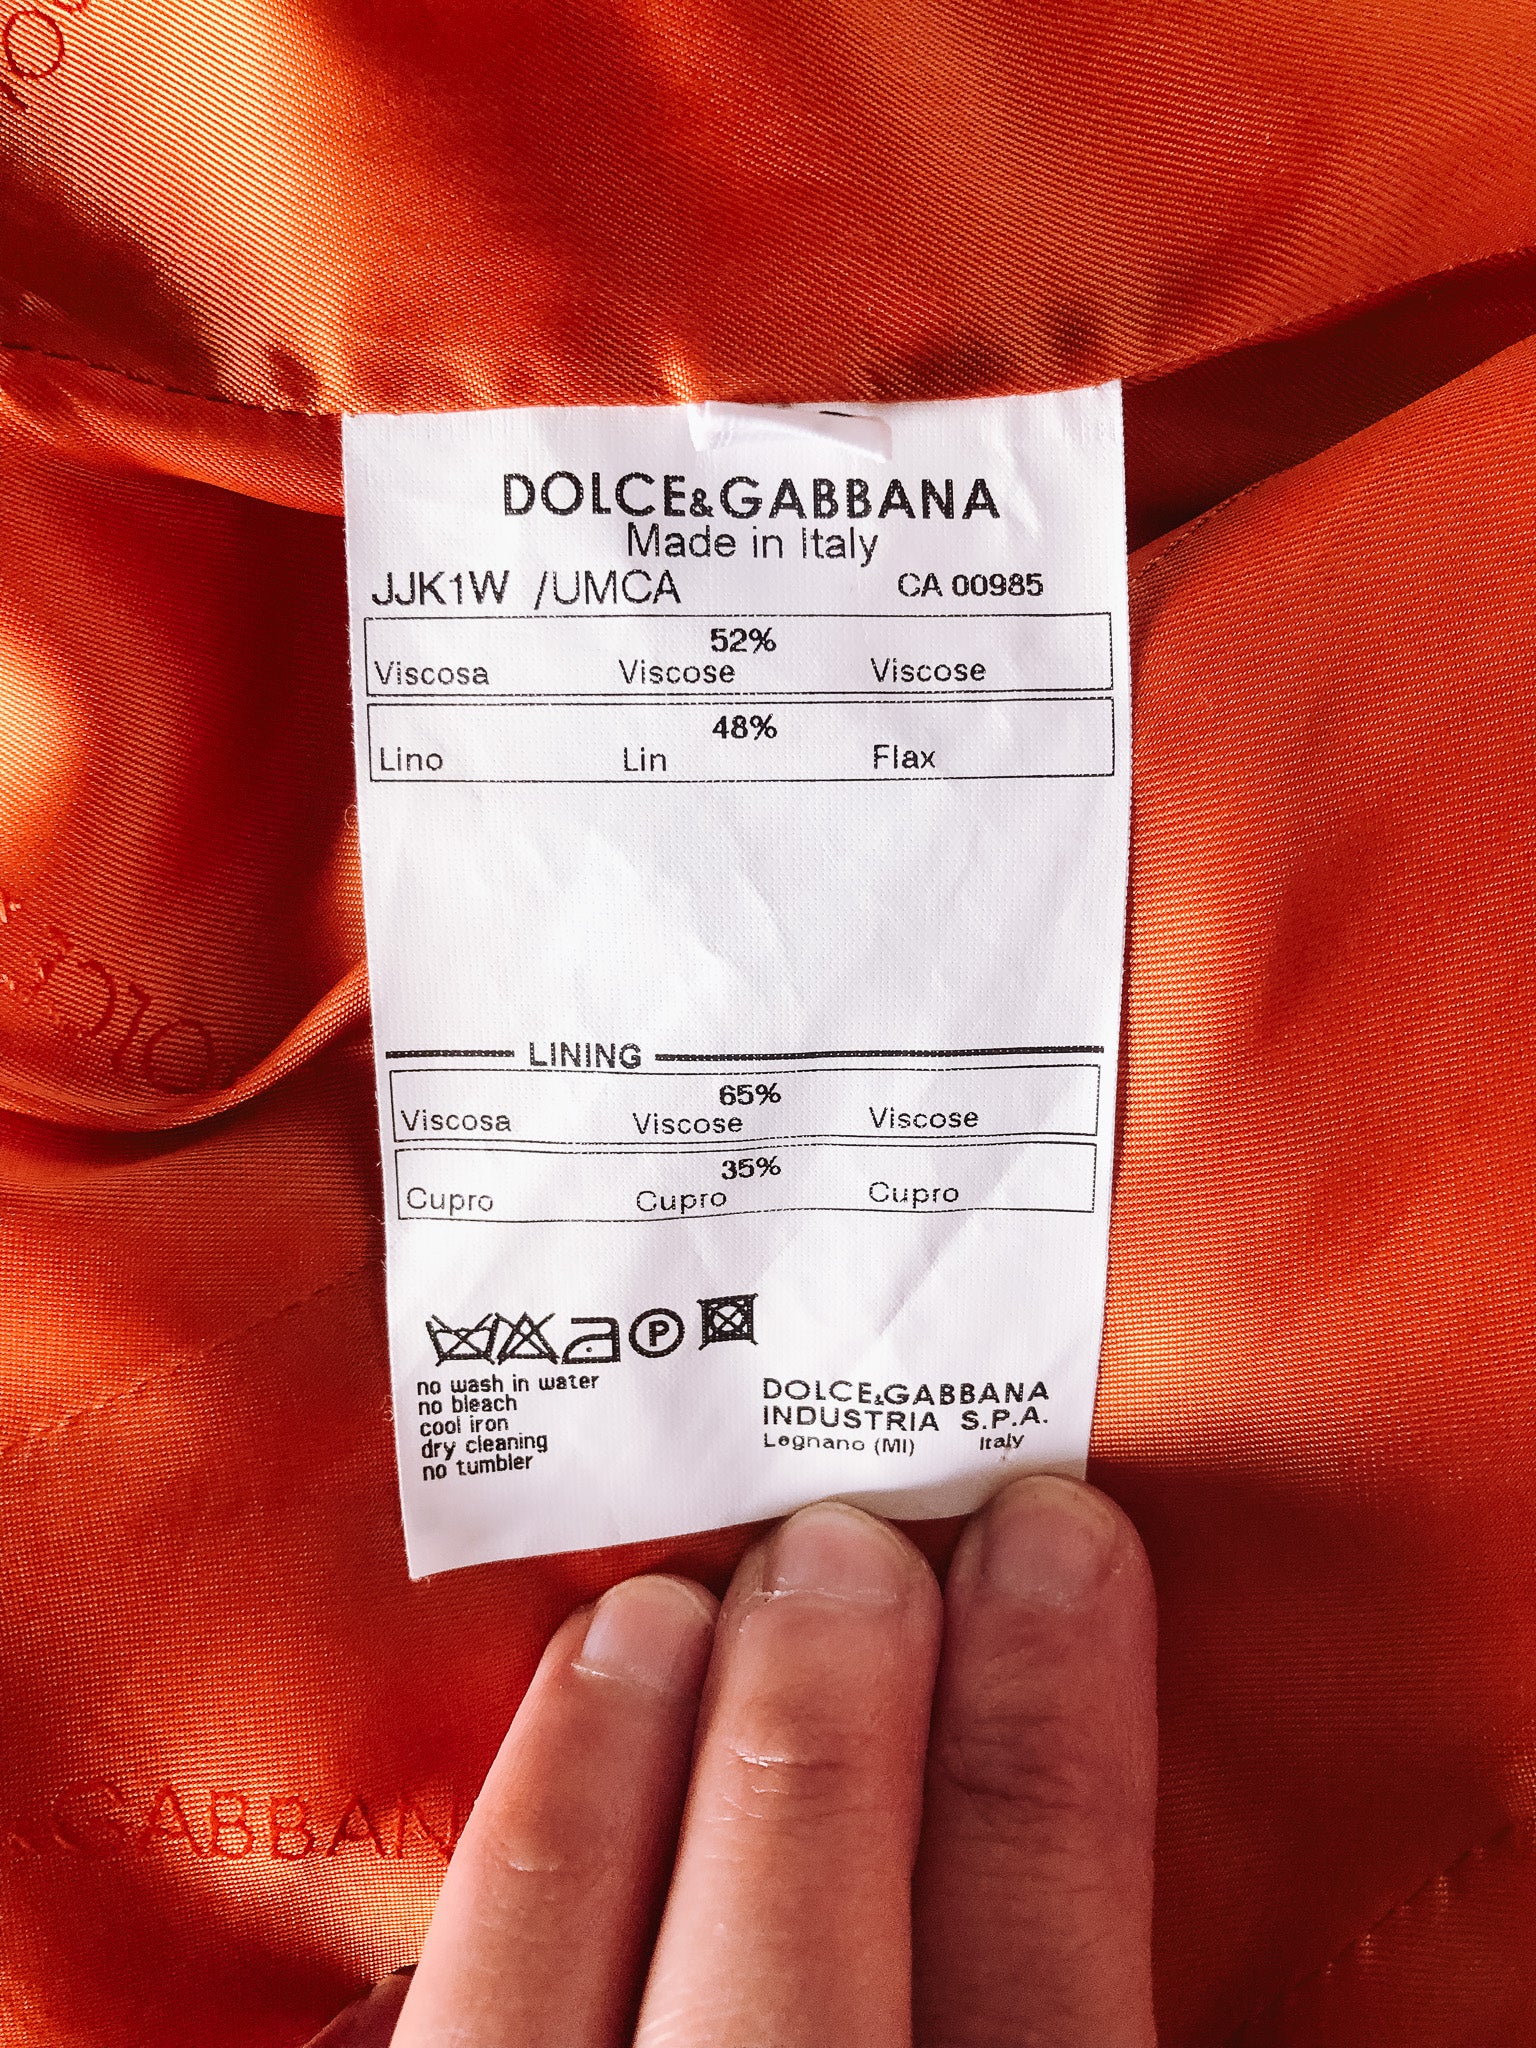 DOLCE&GABBANA
Made in Italy
JJK1W /UMCA CA 00985
52%
Viscosa Viscose Viscose
48%
Lino Lin Flax
LINING
65%
Viscosa Viscose Viscose
35%
Cupro Cupro Cupro
P
no wash in water
no bleach
cool iron
dry cleaning
no tumbler
DOLCE&GABBANA
INDUSTRIA S.P.A.
Legnano (MI) Italy
GABBAN